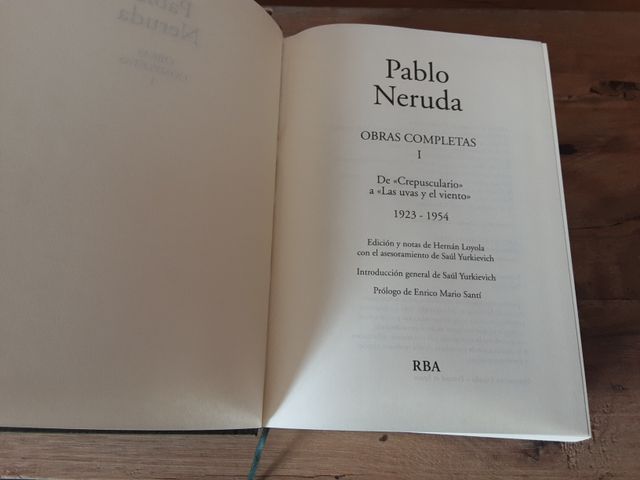 Pablo
Neruda
OBRAS COMPLETAS
I
De «Crepusculario»
a «Las uvas y el viento»
1923 - 1954
Edición y notas de Hernán Loyola
con el asesoramiento de Saúl Yurkievich
Introducción general de Saúl Yurkievich
Prólogo de Enrico Mario Santí
RBA